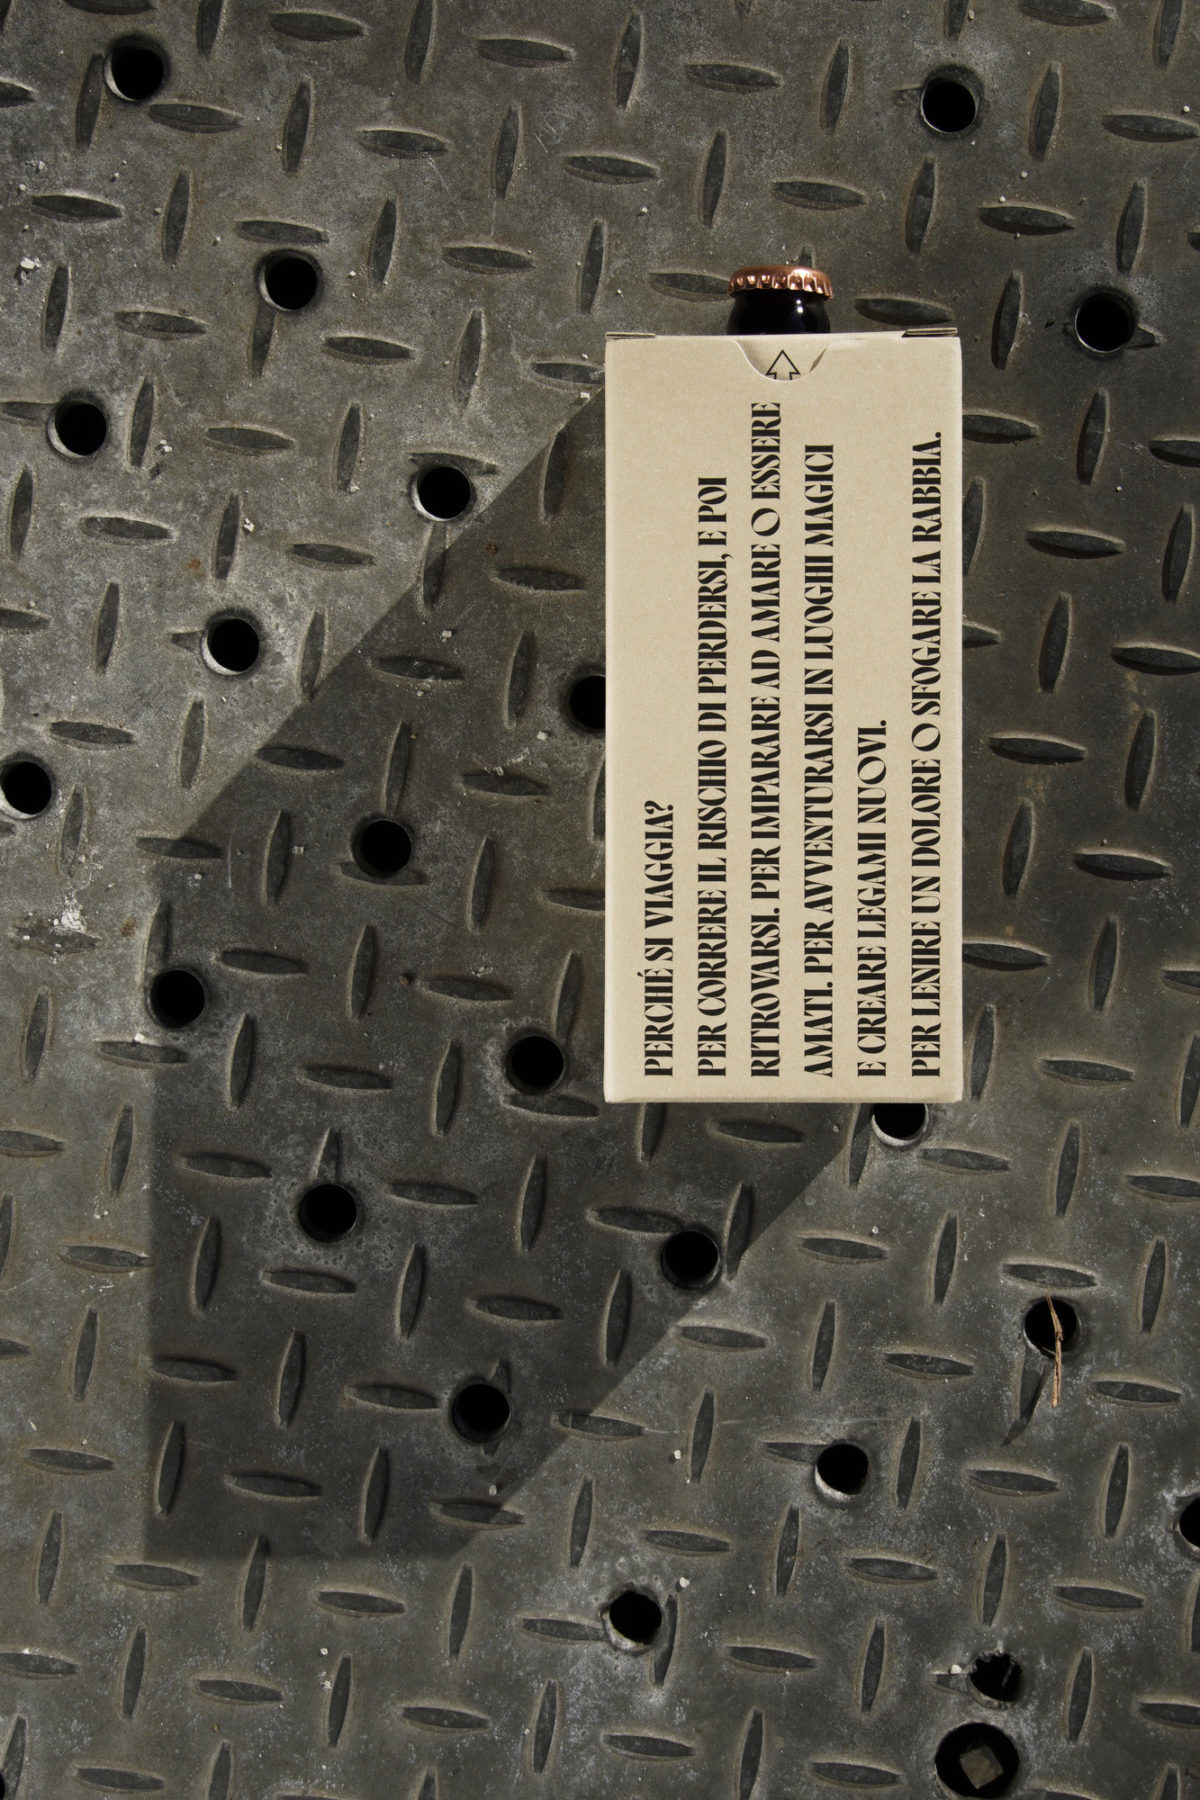 PERCHÉ SI VIAGGIA?
PER CORRERE IL RISCHIO DI PERDERSI, E POI
RITROVARSI. PER IMPARARE AD AMARE O ESSERE
AMATI. PER AVVENTURARSI IN LUOGHI MAGICI
E CREARE LEGAMI NUOVI.
PER LENIRE UN DOLORE O SFOGARE LA RABBIA.